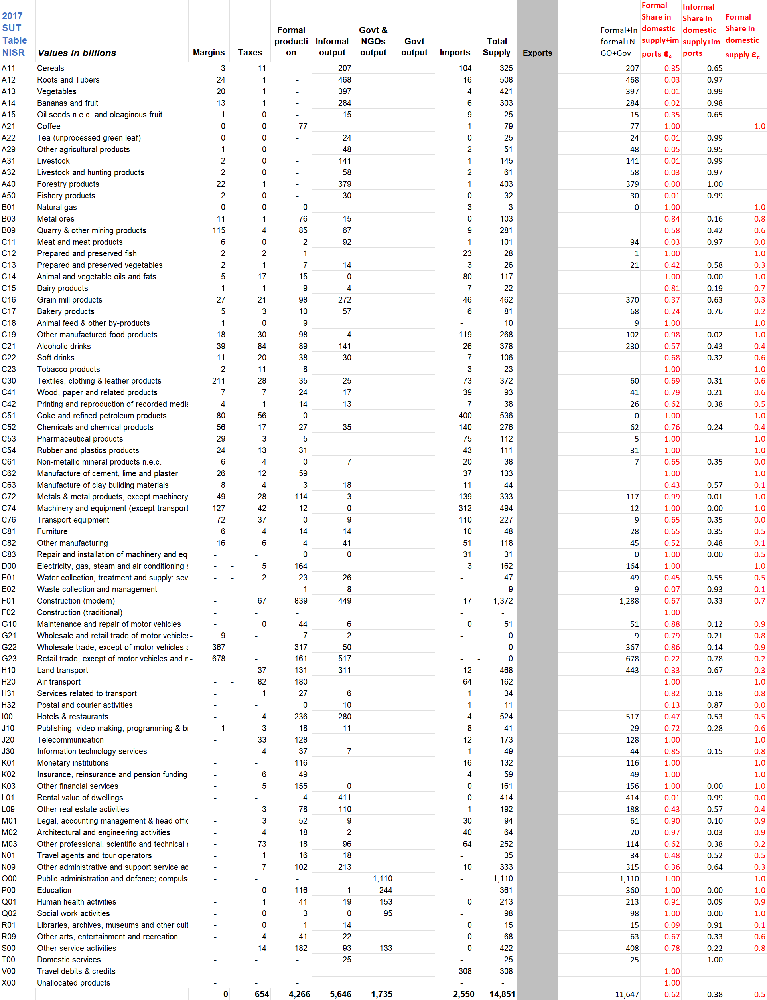 2017 SUT Table NISR Values in billions Margins Taxes Formal producti on Informal output Govt & NGOs output Govt output Imports Total Supply Exports Formal+In formal+N GO+Gov Formal Share in domestic supply+im ports εc Informal Share in domestic supply+im ports Formal Share in domestic supply εc
A11 Cereals 3 11 - 207 104 325 207 0.35 0.65
A12 Roots and Tubers 24 1 - 468 16 508 468 0.03 0.97
A13 Vegetables 20 1 - 397 4 421 397 0.01 0.99
A14 Bananas and fruit 13 1 - 284 6 303 284 0.02 0.98
A15 Oil seeds n.e.c. and oleaginous fruit 1 0 - 15 9 25 15 0.35 0.65
A21 Coffee 0 0 77 1 79 77 1.00 1.0
A22 Tea (unprocessed green leaf) 0 0 - 24 0 25 24 0.01 0.99
A29 Other agricultural products 1 0 - 48 2 51 48 0.05 0.95
A31 Livestock 2 0 - 141 1 145 141 0.01 0.99
A32 Livestock and hunting products 2 0 - 58 2 61 58 0.03 0.97
A40 Forestry products 22 1 - 379 1 403 379 0.00 1.00
A50 Fishery products 2 0 - 30 0 32 30 0.01 0.99
B01 Natural gas 0 0 0 3 3 0 1.00 1.0
B03 Metal ores 11 1 76 15 0 103 0.84 0.16 0.8
B09 Quarry & other mining products 115 4 85 67 9 281 0.58 0.42 0.6
C11 Meat and meat products 6 0 2 92 1 101 94 0.03 0.97 0.0
C12 Prepared and preserved fish 2 2 1 23 28 1 1.00 1.0
C13 Prepared and preserved vegetables 2 1 7 14 3 26 21 0.42 0.58 0.3
C14 Animal and vegetable oils and fats 5 17 15 0 80 117 1.00 0.00 1.0
C15 Dairy products 1 1 9 4 7 22 0.81 0.19 0.7
C16 Grain mill products 27 21 98 272 46 462 370 0.37 0.63 0.3
C17 Bakery products 5 3 10 57 6 81 68 0.24 0.76 0.2
C18 Animal feed & other by-products 1 0 9 - 10 9 1.00 1.0
C19 Other manufactured food products 18 30 98 4 119 268 102 0.98 0.02 1.0
C21 Alcoholic drinks 39 84 89 141 26 378 230 0.57 0.43 0.4
C22 Soft drinks 11 20 38 30 7 106 0.68 0.32 0.6
C23 Tobacco products 2 11 8 3 23 1.00 1.0
C30 Textiles, clothing & leather products 211 28 35 25 73 372 60 0.69 0.31 0.6
C41 Wood, paper and related products 7 7 24 17 39 93 41 0.79 0.21 0.6
C42 Printing and reproduction of recorded media 4 1 14 13 7 38 26 0.62 0.38 0.5
C51 Coke and refined petroleum products 80 56 0 400 536 0 1.00 1.0
C52 Chemicals and chemical products 56 17 27 35 140 276 62 0.76 0.24 0.4
C53 Pharmaceutical products 29 3 5 75 112 5 1.00 1.0
C54 Rubber and plastics products 24 13 31 43 111 31 1.00 1.0
C61 Non-metallic mineral products n.e.c. 6 4 0 7 20 38 7 0.65 0.35 0.0
C62 Manufacture of cement, lime and plaster 26 12 59 37 133 1.00 1.0
C63 Manufacture of clay building materials 8 4 3 18 11 44 0.43 0.57 0.1
C72 Metals & metal products, except machinery 49 28 114 3 139 333 117 0.99 0.01 1.0
C74 Machinery and equipment (except transport 127 42 12 0 312 494 12 1.00 0.00 1.0
C76 Transport equipment 72 37 0 9 110 227 9 0.65 0.35 0.0
C81 Furniture 6 4 14 14 10 48 28 0.65 0.35 0.5
C82 Other manufacturing 16 6 4 41 51 118 45 0.52 0.48 0.1
C83 Repair and installation of machinery and equ - - 0 0 31 31 0 1.00 0.00 0.5
D00 Electricity, gas, steam and air conditioning s - - 5 164 3 162 164 1.00 1.0
E01 Water collection, treatment and supply: sew - - 2 23 26 - 47 49 0.45 0.55 0.5
E02 Waste collection and management - - 1 8 - 9 9 0.07 0.93 0.1
F01 Construction (modern) - 67 839 449 17 1,372 1,288 0.67 0.33 0.7
F02 Construction (traditional) - - - - - 1.00
G10 Maintenance and repair of motor vehicles - 0 44 6 0 51 51 0.88 0.12 0.9
G21 Wholesale and retail trade of motor vehicles - 9 - 7 2 - 0 9 0.79 0.21 0.8
G22 Wholesale trade, except of motor vehicles a - 367 - 317 50 - - 0 367 0.86 0.14 0.9
G23 Retail trade, except of motor vehicles and m - 678 - 161 517 - - 0 678 0.22 0.78 0.2
H10 Land transport - 37 131 311 - 12 468 443 0.33 0.67 0.3
H20 Air transport - - 82 180 64 162 1.00 1.0
H31 Services related to transport - 1 27 6 1 34 0.82 0.18 0.8
H32 Postal and courier activities - - 0 10 1 11 0.13 0.87 0.0
I00 Hotels & restaurants - 4 236 280 4 524 517 0.47 0.53 0.5
J10 Publishing, video making, programming & br 1 3 18 11 8 41 29 0.72 0.28 0.6
J20 Telecommunication - 33 128 12 173 128 1.00 1.0
J30 Information technology services - 4 37 7 1 49 44 0.85 0.15 0.8
K01 Monetary institutions - - 116 16 132 116 1.00 1.0
K02 Insurance, reinsurance and pension funding - 6 49 4 59 49 1.00 1.0
K03 Other financial services - 5 155 0 0 161 156 1.00 0.00 1.0
L01 Rental value of dwellings - - 4 411 0 414 414 0.01 0.99 0.0
L09 Other real estate activities - 3 78 110 1 192 188 0.43 0.57 0.4
M01 Legal, accounting management & head offic - 3 52 9 30 94 61 0.90 0.10 0.9
M02 Architectural and engineering activities - 4 18 2 40 64 20 0.97 0.03 0.9
M03 Other professional, scientific and technical a - 73 18 96 64 252 114 0.62 0.38 0.2
N01 Travel agents and tour operators - 1 16 18 - 35 34 0.48 0.52 0.5
N09 Other administrative and support service ac - 7 102 213 10 333 315 0.36 0.64 0.3
O00 Public administration and defence; compulso - - - 1,110 - 1,110 1,110 1.00 1.0
P00 Education - 0 116 1 244 - 361 360 1.00 0.00 1.0
Q01 Human health activities - 1 41 19 153 0 213 213 0.91 0.09 0.9
Q02 Social work activities - 0 3 0 95 - 98 98 1.00 0.00 1.0
R01 Libraries, archives, museums and other cult - 0 1 14 0 15 15 0.09 0.91 0.1
R09 Other arts, entertainment and recreation - 4 41 22 0 68 63 0.67 0.33 0.6
S00 Other service activities - 14 182 93 133 0 422 408 0.78 0.22 0.8
T00 Domestic services - - - 25 - 25 25 1.00
V00 Travel debits & credits - - - 308 308 1.00
X00 Unallocated products - - - - - 1.00
0 654 4,266 5,646 1,735 2,550 14,851 11,647 0.62 0.38 0.5